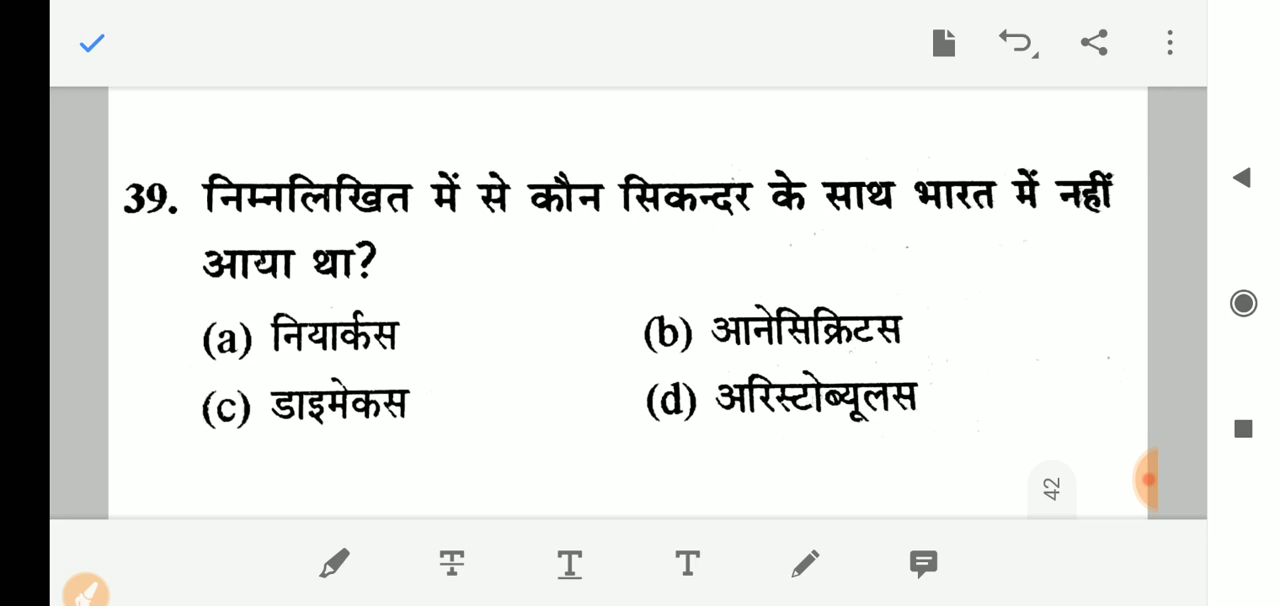 39. निम्नलिखित में से कौन सिकन्दर के साथ भारत में नहीं
आया था?
(a) नियार्कस (b) आनेसिक्रिटस
(c) डाइमेकस (d) अरिस्टोब्यूलस
42
T T T